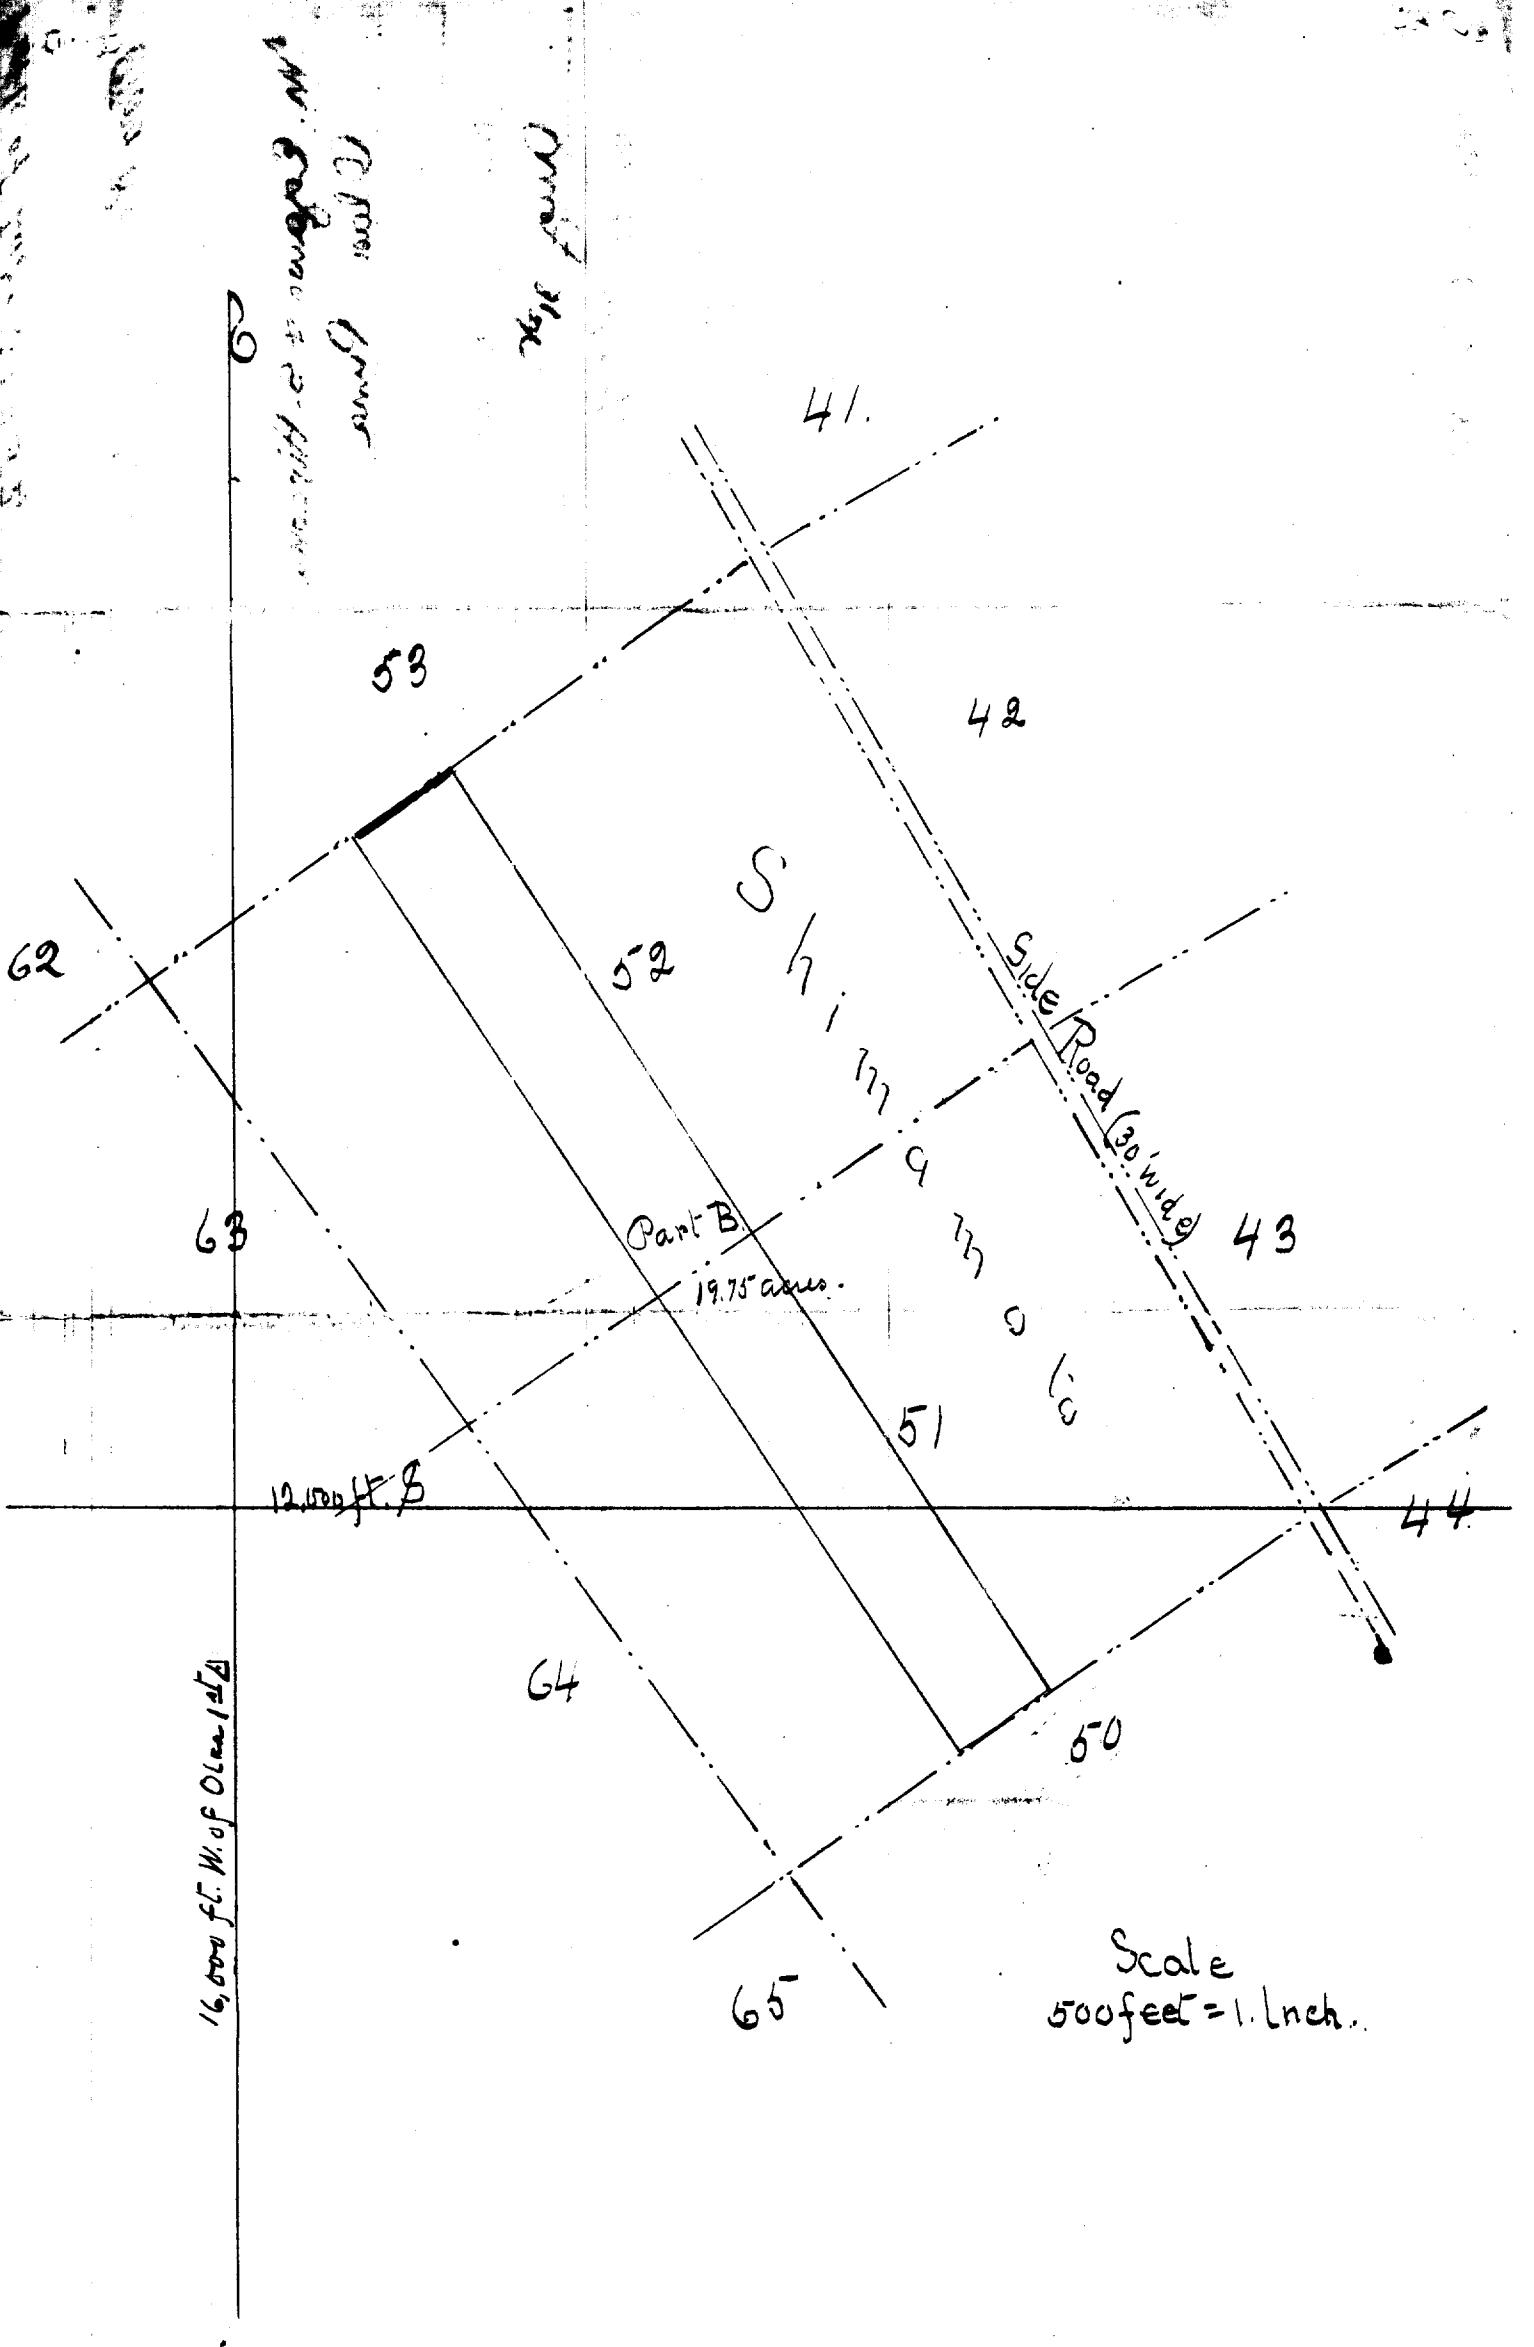 41.
53
42
62
52
Shimamoto
Side Road (30' wide)
63
Part B.
19.75 acres.
43
51
12,000 ft. S
44
64
50
16,000 ft. W. of Olaa 1st △
65
Scale
500 feet = 1. Inch.